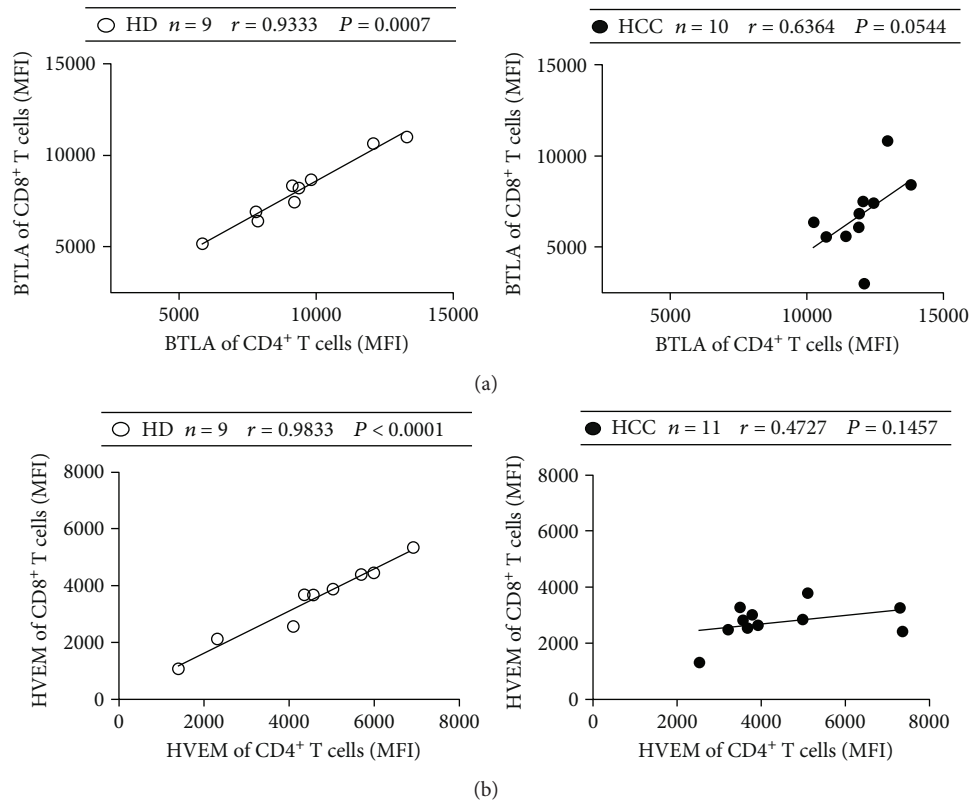 HD n = 9 r = 0.9333 P = 0.0007
HCC n = 10 r = 0.6364 P = 0.0544
15000
10000
5000
BTLA of CD8+ T cells (MFI)
5000 10000 15000
BTLA of CD4+ T cells (MFI)
15000
10000
5000
BTLA of CD8+ T cells (MFI)
5000 10000 15000
BTLA of CD4+ T cells (MFI)
(a)
HD n = 9 r = 0.9833 P < 0.0001
HCC n = 11 r = 0.4727 P = 0.1457
8000
6000
4000
2000
0
HVEM of CD8+ T cells (MFI)
0 2000 4000 6000 8000
HVEM of CD4+ T cells (MFI)
8000
6000
4000
2000
0
HVEM of CD8+ T cells (MFI)
0 2000 4000 6000 8000
HVEM of CD4+ T cells (MFI)
(b)